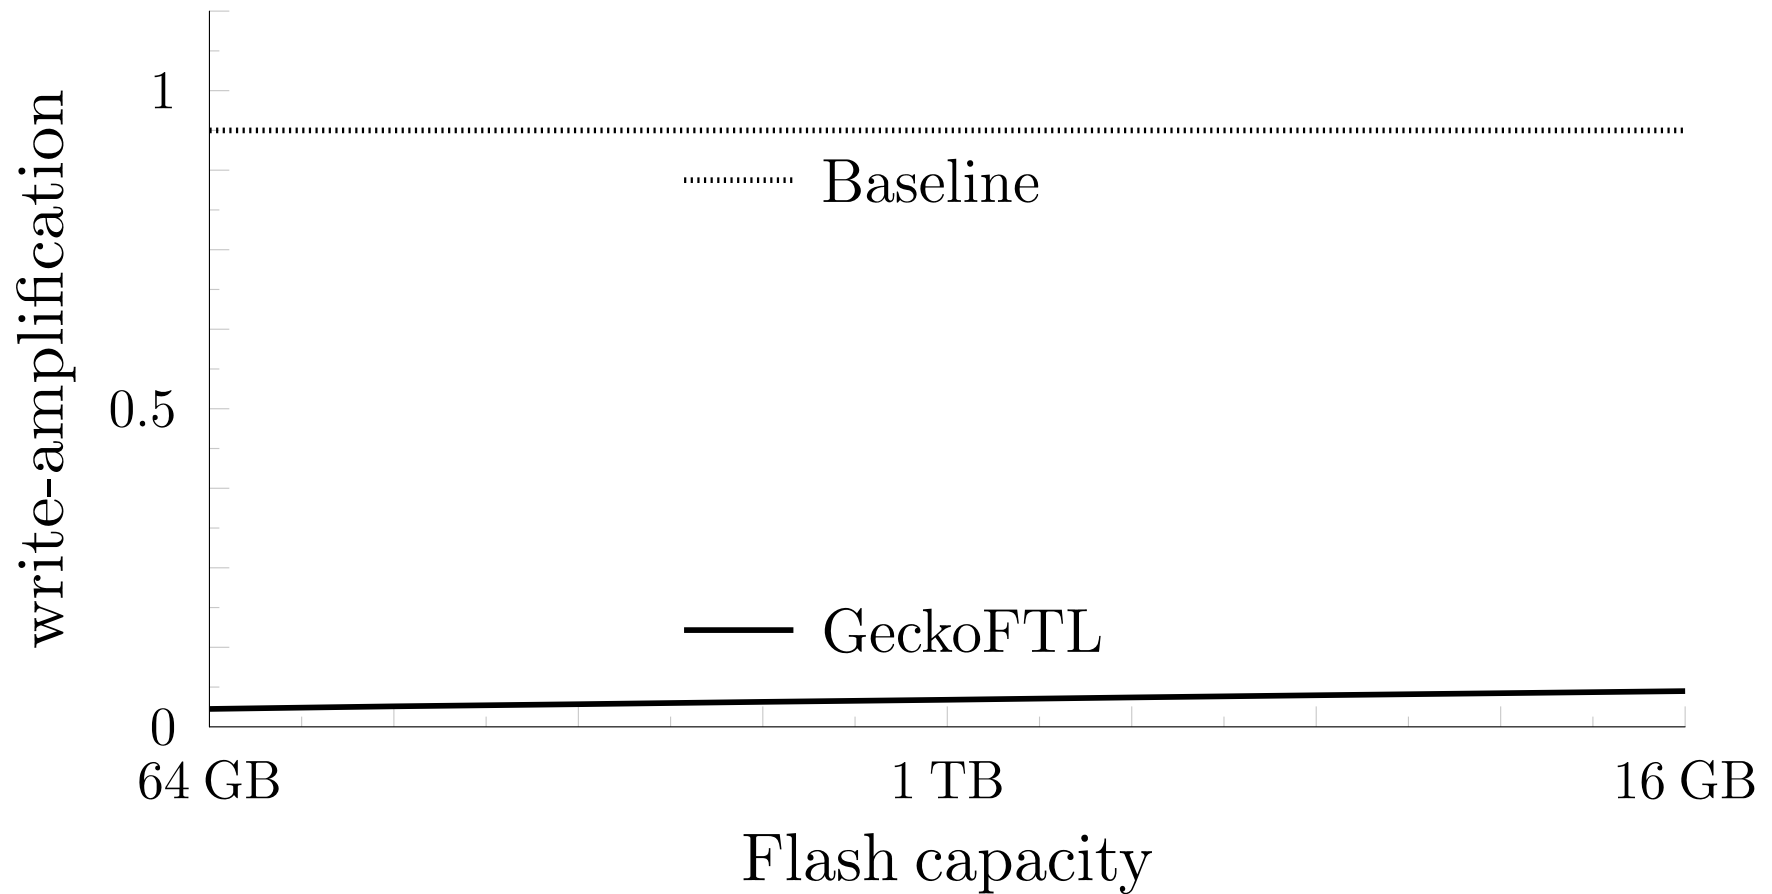 write-amplification
1
0.5
0
Baseline
GeckoFTL
64 GB
1 TB
16 GB
Flash capacity